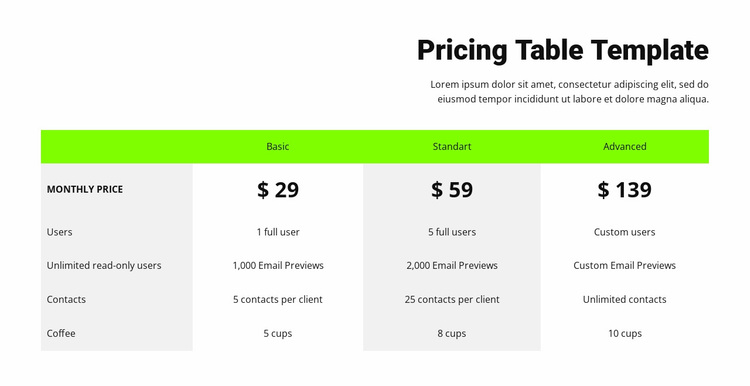 Pricing Table Template
Lorem ipsum dolor sit amet, consectetur adipiscing elit, sed do
eiusmod tempor incididunt ut labore et dolore magna aliqua.
Basic Standart Advanced
MONTHLY PRICE $ 29 $ 59 $ 139
Users 1 full user 5 full users Custom users
Unlimited read-only users 1,000 Email Previews 2,000 Email Previews Custom Email Previews
Contacts 5 contacts per client 25 contacts per client Unlimited contacts
Coffee 5 cups 8 cups 10 cups